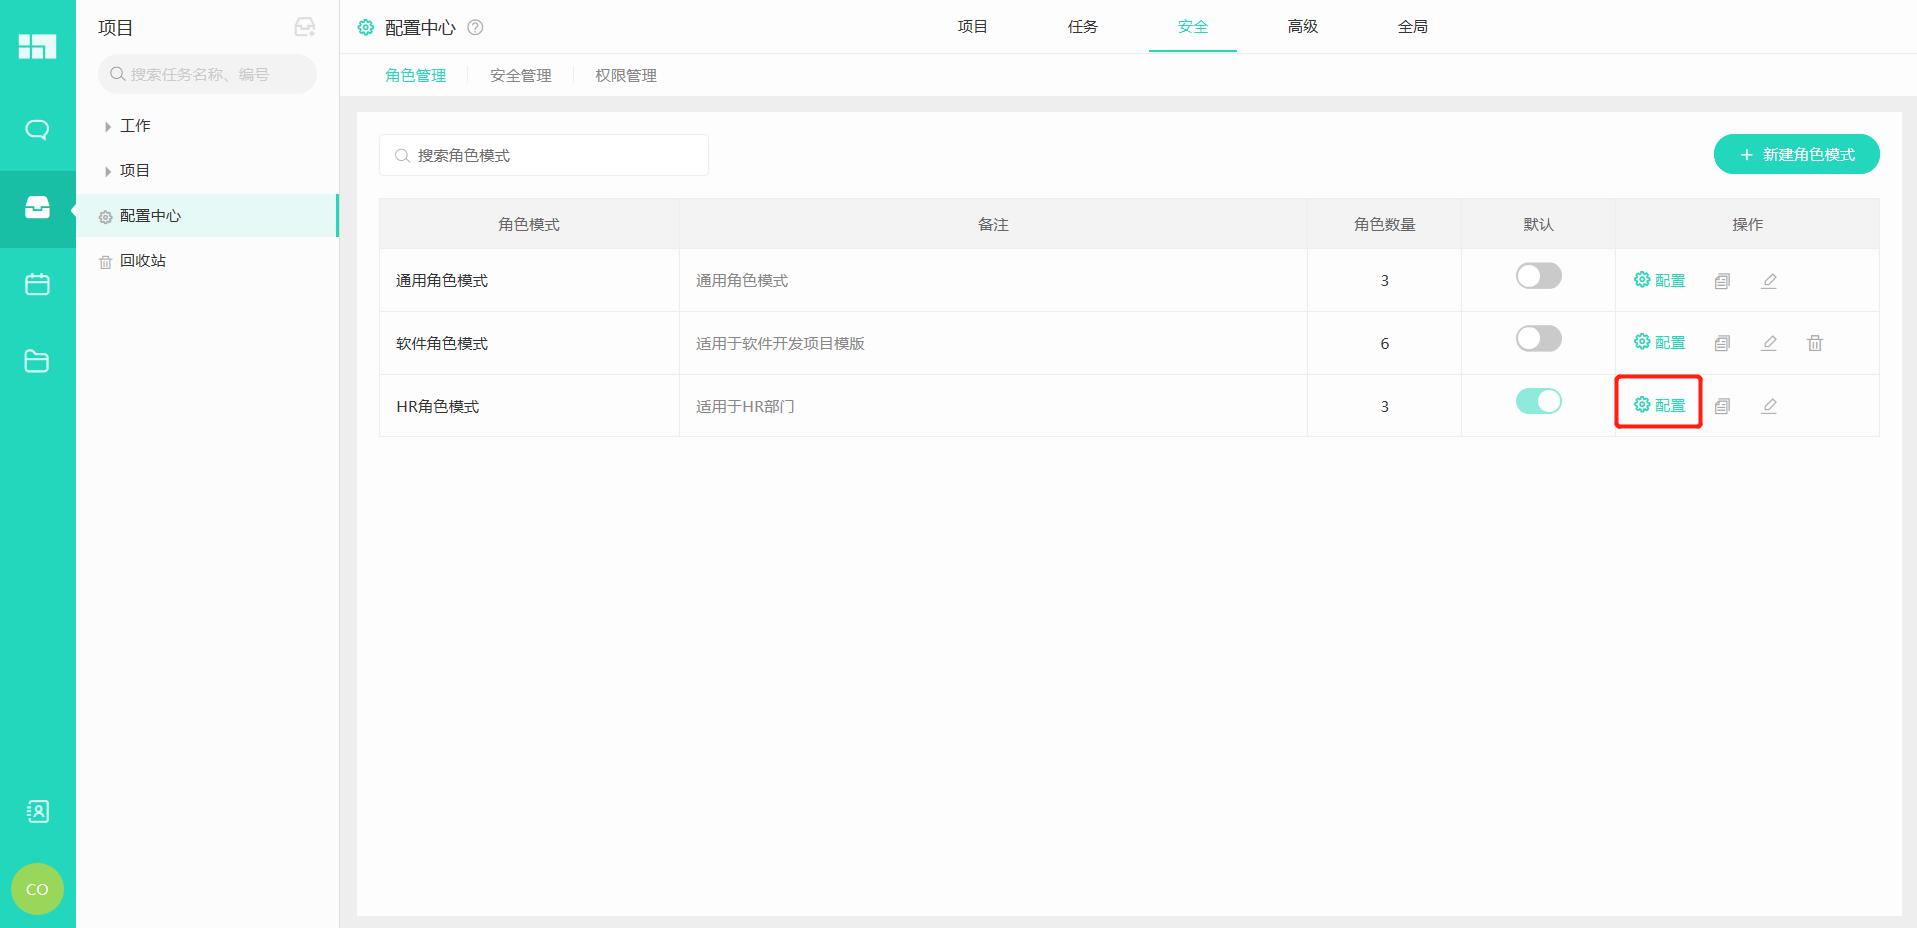 项目
搜索任务名称、编号
工作
项目
配置中心
回收站
CO
配置中心 ?
项目 任务 安全 高级 全局
角色管理 安全管理 权限管理
搜索角色模式
+ 新建角色模式
角色模式 备注 角色数量 默认 操作
通用角色模式 通用角色模式 3 配置
软件角色模式 适用于软件开发项目模版 6 配置
HR角色模式 适用于HR部门 3 配置